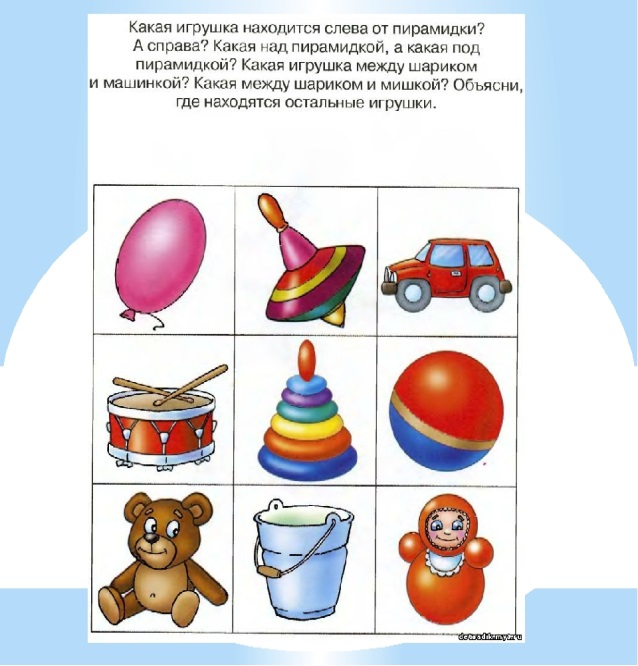 Какая игрушка находится слева от пирамидки?
А справа? Какая над пирамидкой, а какая под
пирамидкой? Какая игрушка между шариком
и машинкой? Какая между шариком и мишкой? Объясни,
где находятся остальные игрушки.